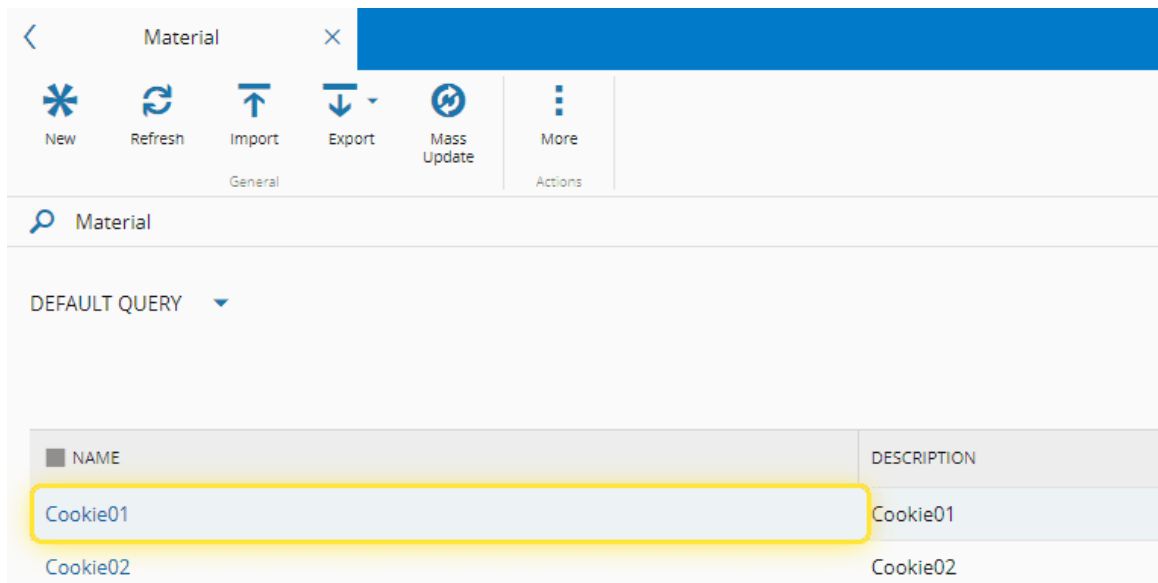 Material
New
Refresh
Import
Export
Mass
Update
More
General
Actions
Material
DEFAULT QUERY
NAME
DESCRIPTION
Cookie01
Cookie01
Cookie02
Cookie02